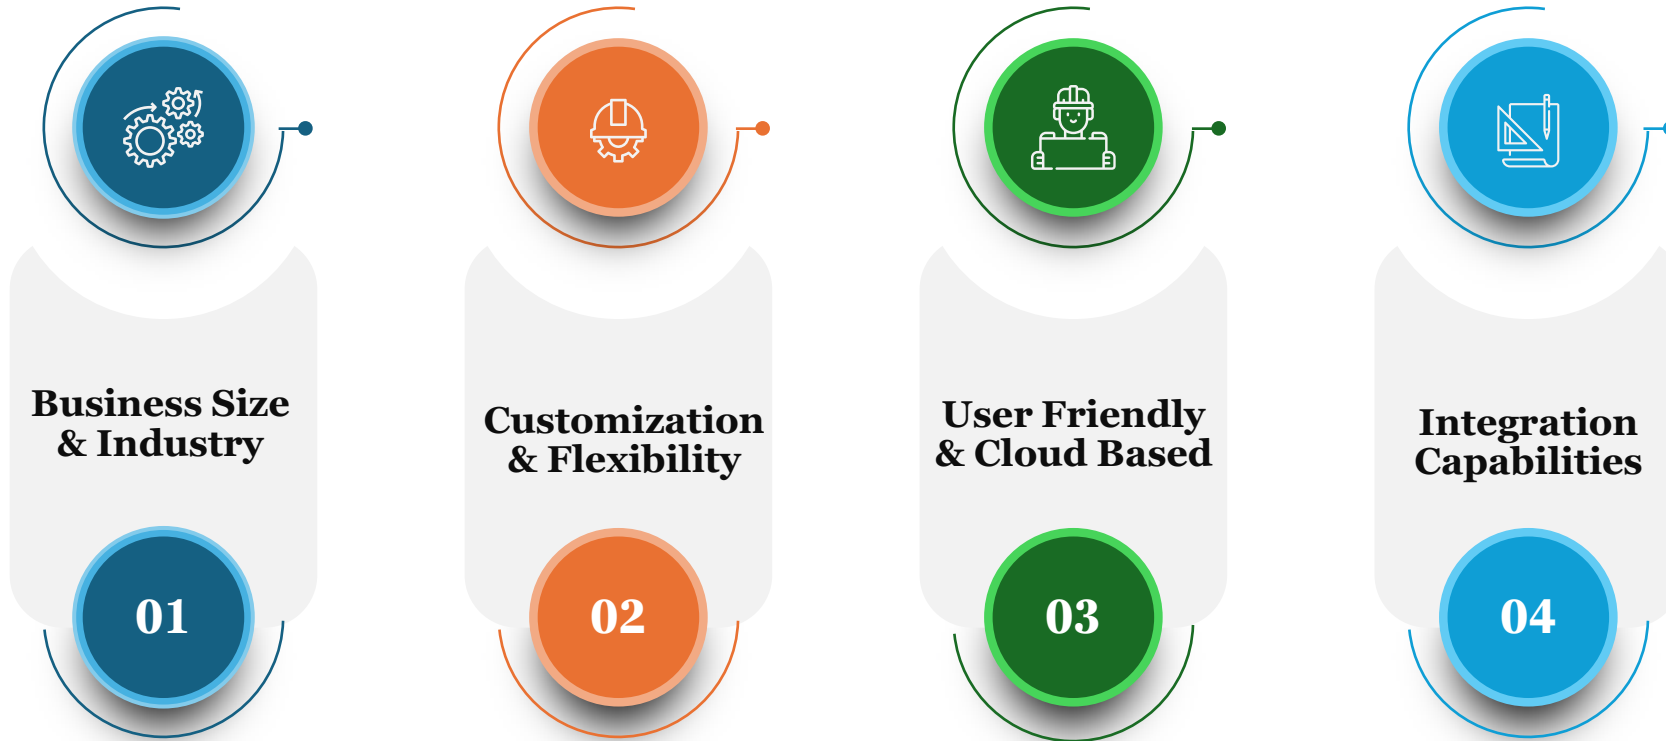 Business Size
& Industry
01
Customization
& Flexibility
02
User Friendly
& Cloud Based
03
Integration
Capabilities
04